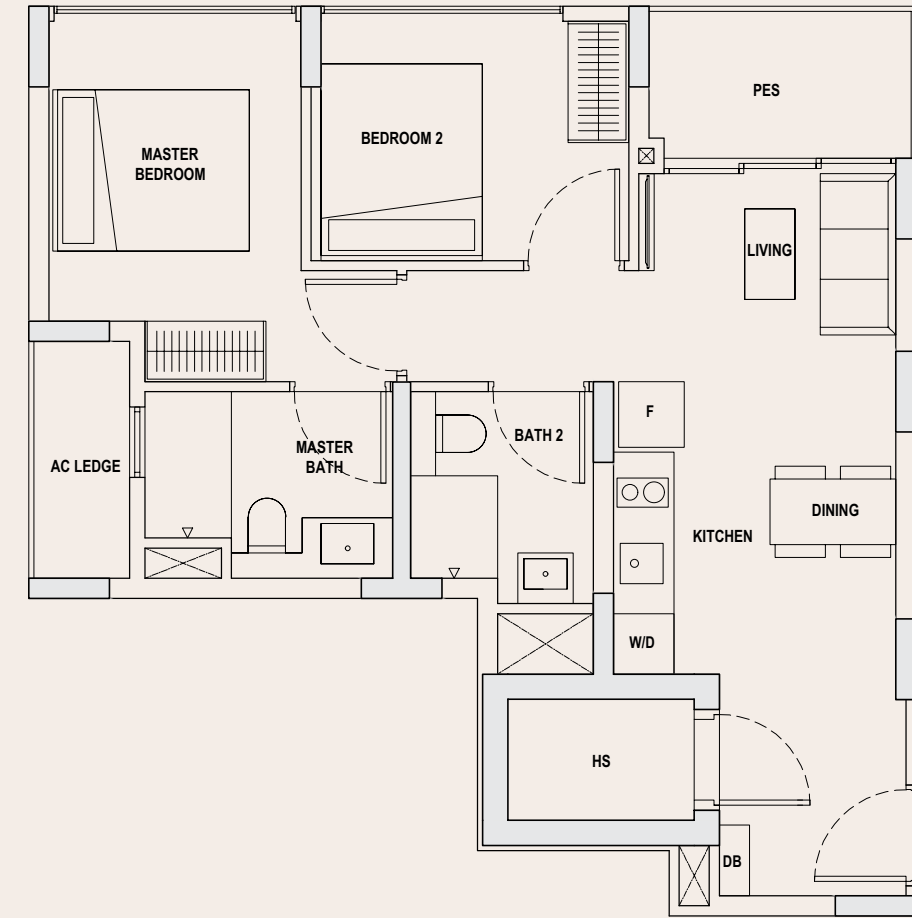 PES
BEDROOM 2
MASTER
BEDROOM
LIVING
F
BATH 2
MASTER
BATH
AC LEDGE
DINING
KITCHEN
W/D
HS
DB